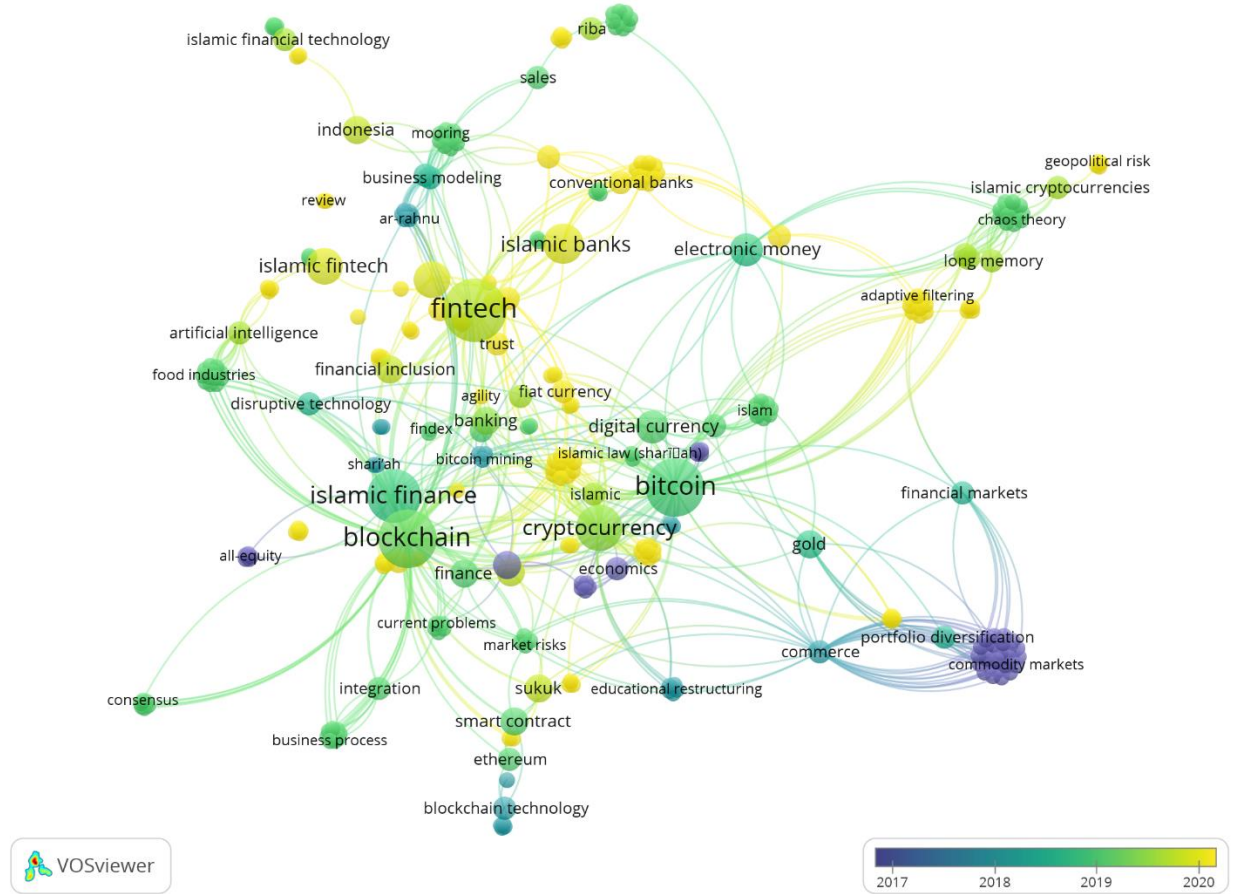 riba
islamic financial technology
sales
indonesia
mooring
geopolitical risk
business modeling
conventional banks
islamic cryptocurrencies
review
ar-rahnu
chaos theory
islamic banks
electronic money
islamic fintech
long memory
adaptive filtering
fintech
artificial intelligence
trust
financial inclusion
food industries
agility
fiat currency
disruptive technology
islam
findex
banking
digital currency
shari'ah
bitcoin mining
islamic law (sharī□ah)
bitcoin
islamic finance
islamic
financial markets
cryptocurrency
blockchain
gold
all-equity
finance
economics
current problems
market risks
portfolio diversification
commerce
commodity markets
consensus
integration
sukuk
educational restructuring
smart contract
business process
ethereum
blockchain technology
VOSviewer
2017 2018 2019 2020